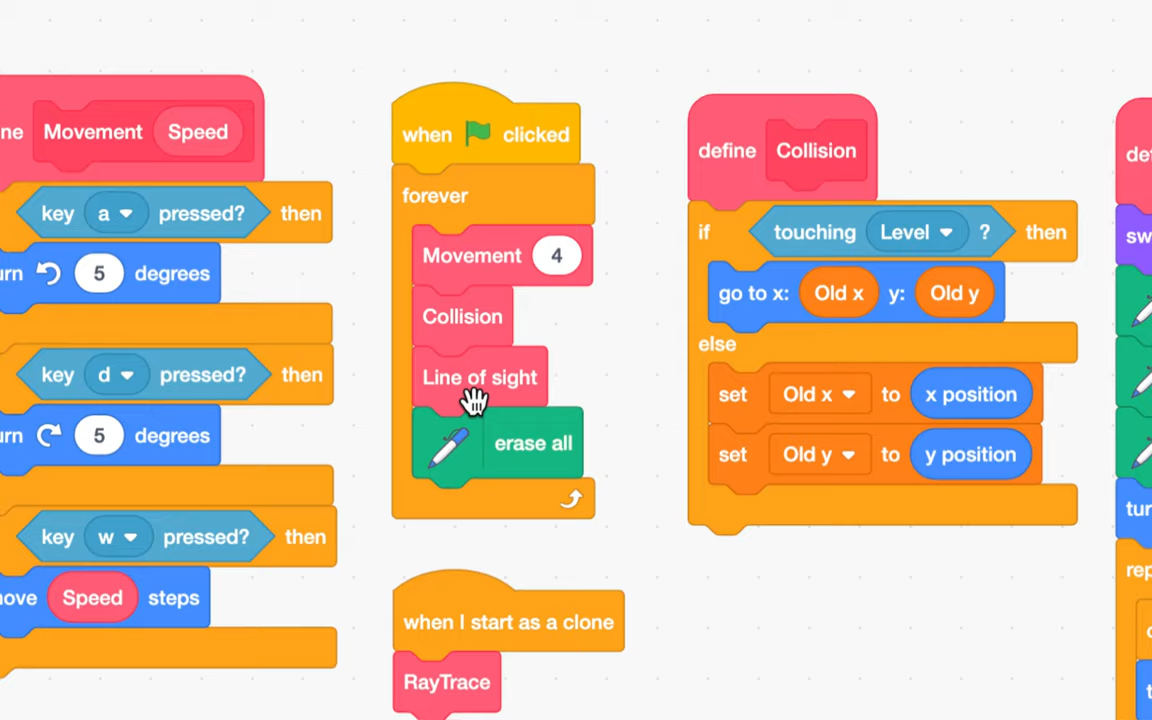 ne Movement Speed
key a pressed? then
urn 5 degrees
key d pressed? then
urn 5 degrees
key w pressed? then
nove Speed steps
when clicked
forever
Movement 4
Collision
Line of sight
erase all
when I start as a clone
RayTrace
define Collision
if touching Level ? then
go to x: Old x y: Old y
else
set Old x to x position
set Old y to y position
de
sw
tur
rep